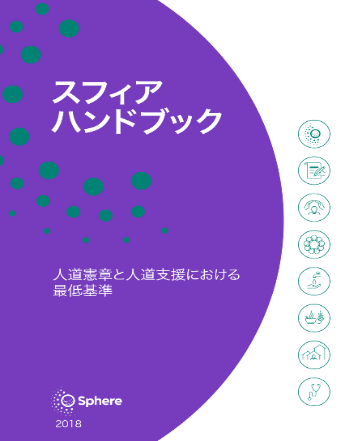 スフィア
ハンドブック
人道憲章と人道支援における
最低基準
Sphere
2018